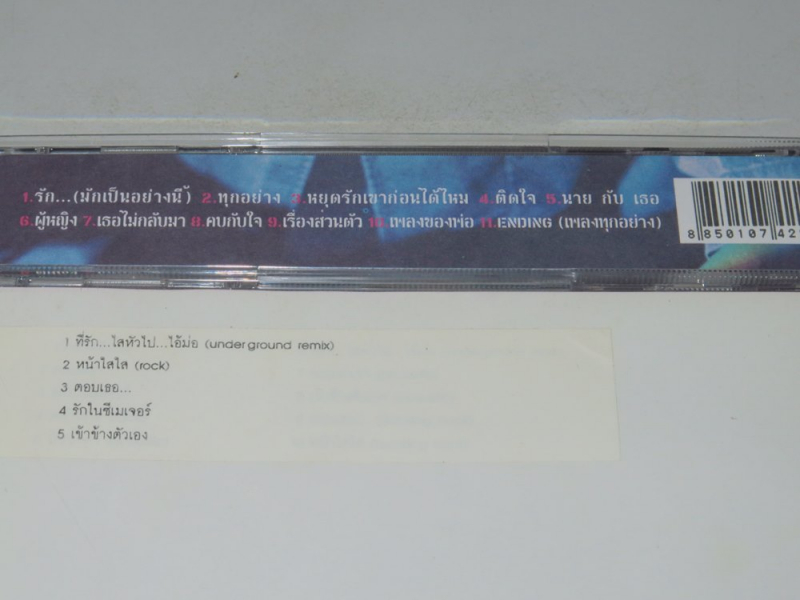 1.รัก...(มักเป็นอย่างนี้) 2.ทุกอย่าง 3.หยุดรักเขาก่อนได้ไหม 4.ติดใจ 5.นาย กับ เธอ
6.ผู้หญิง 7.เธอไม่กลับมา 8.คบกับใจ 9.เรื่องส่วนตัว 10.เพลงของพ่อ 11.ENDING (เพลงทุกอย่าง)
8 850107 42
1 ที่รัก...ใสหัวไป...ไอ้ม่อ (underground remix)
2 หน้าใสใส (rock)
3 ตอบเธอ...
4 รักในซีเมเจอร์
5 เข้าข้างตัวเอง